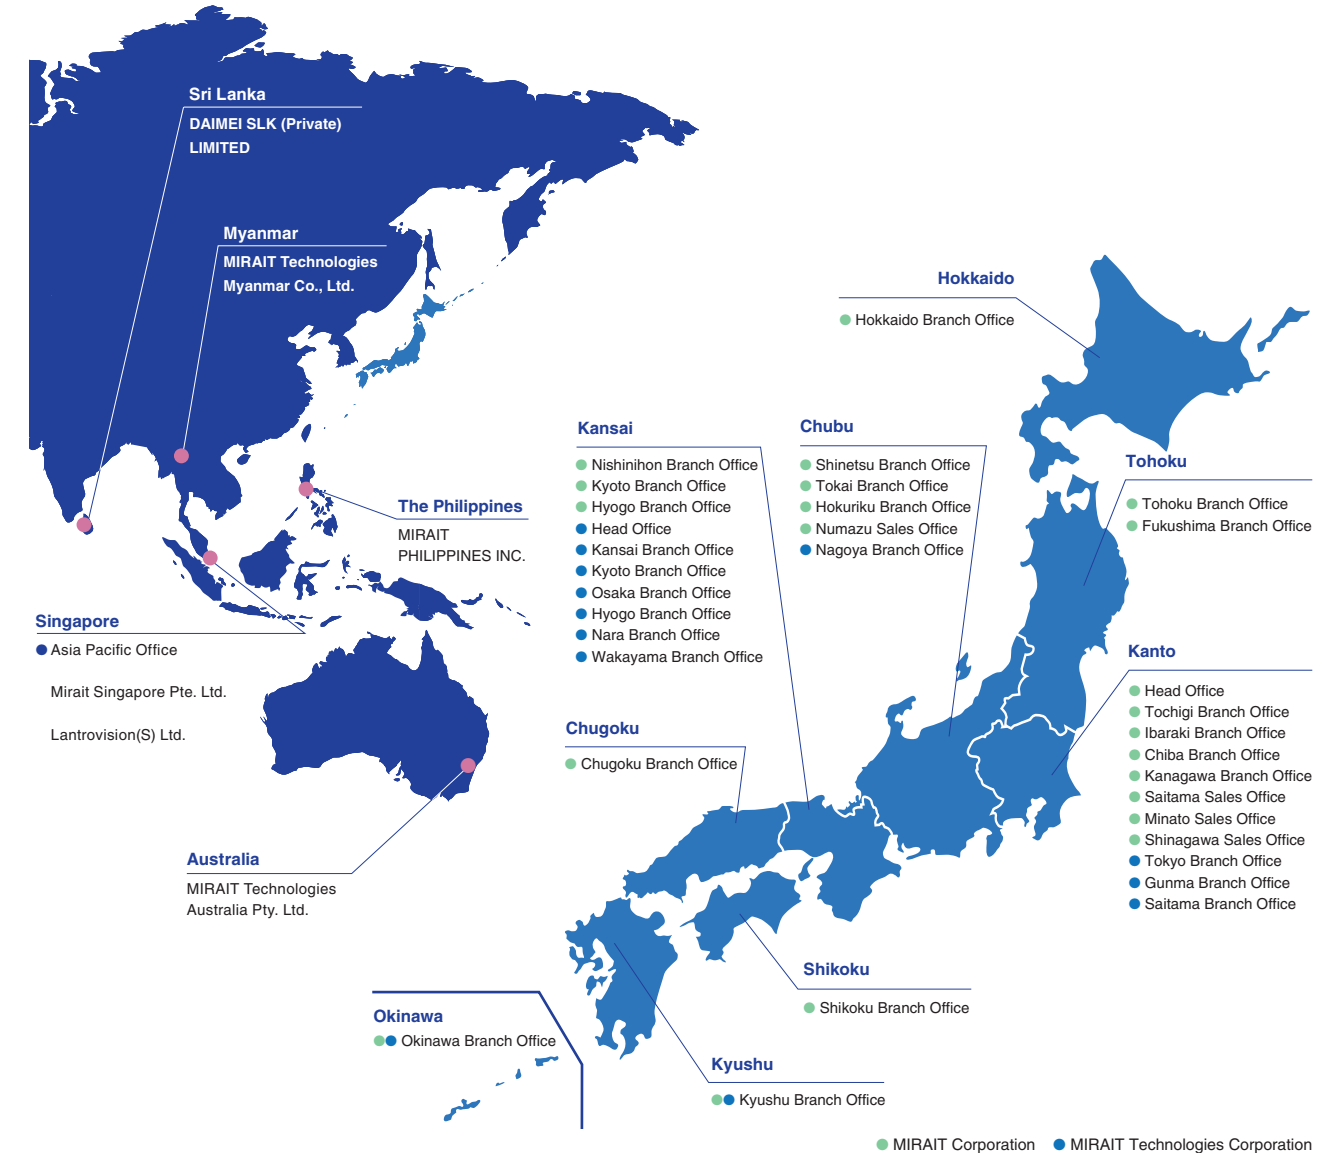 Sri Lanka
DAIMEI SLK (Private)
LIMITED
Myanmar
MIRAIT Technologies
Myanmar Co., Ltd.
The Philippines
MIRAIT
PHILIPPINES INC.
Singapore
Asia Pacific Office
Mirait Singapore Pte. Ltd.
Lantrovision(S) Ltd.
Australia
MIRAIT Technologies
Australia Pty. Ltd.
Hokkaido
Hokkaido Branch Office
Kansai
Nishinihon Branch Office
Kyoto Branch Office
Hyogo Branch Office
Head Office
Kansai Branch Office
Kyoto Branch Office
Osaka Branch Office
Hyogo Branch Office
Nara Branch Office
Wakayama Branch Office
Chubu
Shinetsu Branch Office
Tokai Branch Office
Hokuriku Branch Office
Numazu Sales Office
Nagoya Branch Office
Tohoku
Tohoku Branch Office
Fukushima Branch Office
Kanto
Head Office
Tochigi Branch Office
Ibaraki Branch Office
Chiba Branch Office
Kanagawa Branch Office
Saitama Sales Office
Minato Sales Office
Shinagawa Sales Office
Tokyo Branch Office
Gunma Branch Office
Saitama Branch Office
Chugoku
Chugoku Branch Office
Shikoku
Shikoku Branch Office
Okinawa
Okinawa Branch Office
Kyushu
Kyushu Branch Office
MIRAIT Corporation
MIRAIT Technologies Corporation